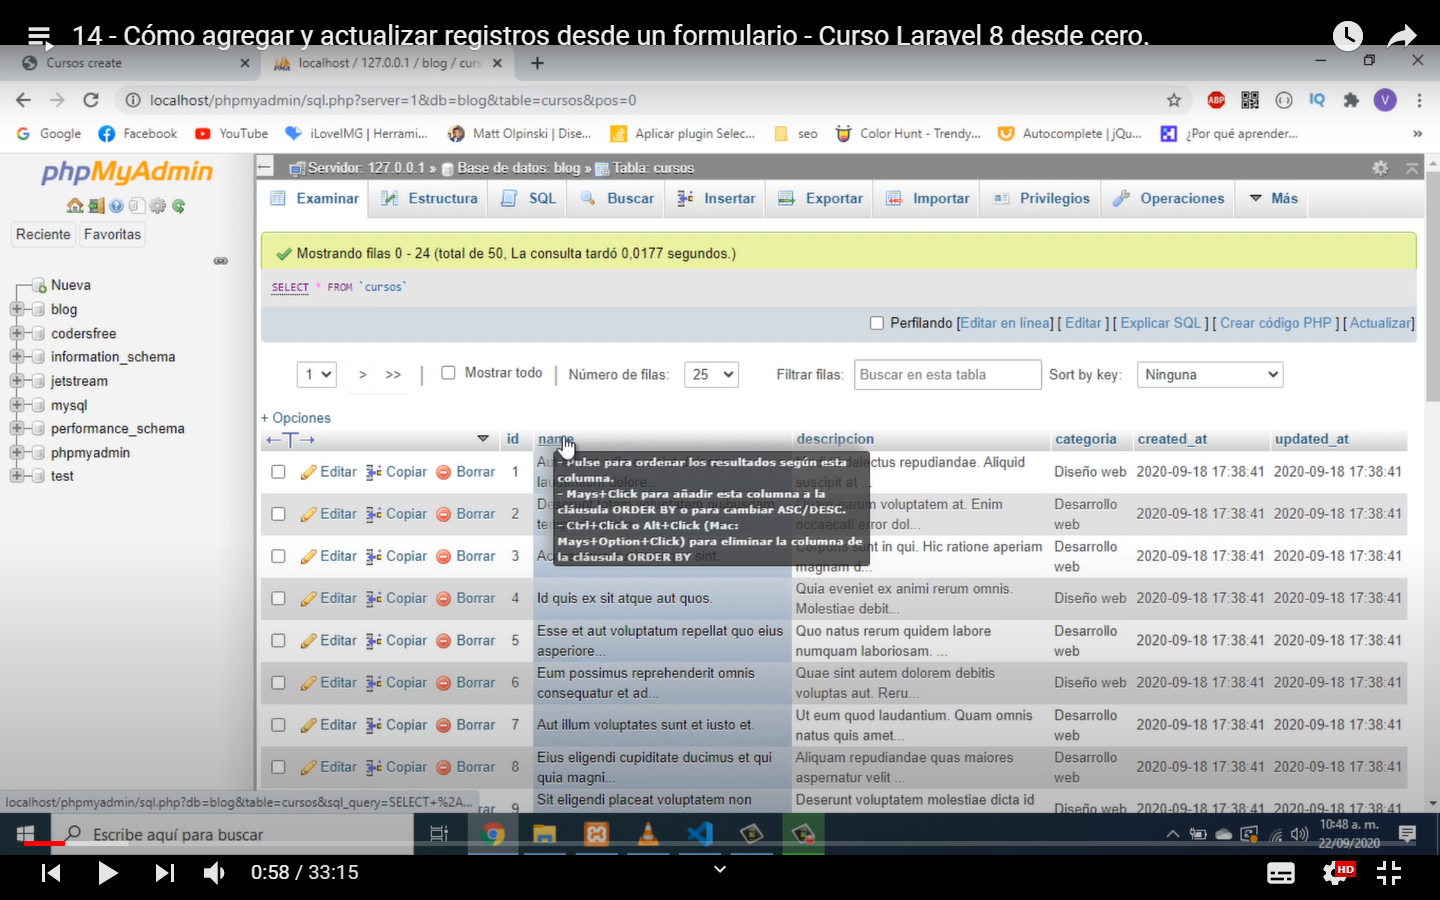 14 - Cómo agregar y actualizar registros desde un formulario - Curso Laravel 8 desde cero.
Cursos create
localhost / 127.0.0.1 / blog / curs
localhost/phpmyadmin/sql.php?server=1&db=blog&table=cursos&pos=0
ABP
IQ
V
Google Facebook YouTube iLoveIMG | Herrami... Matt Olpinski | Dise... Aplicar plugin Selec... seo Color Hunt - Trendy... Autocomplete | jQu... ¿Por qué aprender... »
phpMyAdmin
Reciente Favoritas
Nueva
blog
codersfree
information_schema
jetstream
mysql
performance_schema
phpmyadmin
test
Servidor: 127.0.0.1 » Base de datos: blog » Tabla: cursos
Examinar Estructura SQL Buscar Insertar Exportar Importar Privilegios Operaciones Más
Mostrando filas 0 - 24 (total de 50, La consulta tardó 0,0177 segundos.)
SELECT * FROM `cursos`
Perfilando [Editar en línea] [ Editar ] [ Explicar SQL ] [ Crear código PHP ] [ Actualizar]
1 > >> | Mostrar todo | Número de filas: 25 Filtrar filas: Buscar en esta tabla Sort by key: Ninguna
+ Opciones
←T→ id name descripcion categoria created_at updated_at
- Pulse para ordenar los resultados según esta
columna.
- Mays+Click para añadir esta columna a la
cláusula ORDER BY o para cambiar ASC/DESC.
- Ctrl+Click o Alt+Click (Mac:
Mays+Option+Click) para eliminar la columna de
la cláusula ORDER BY
Editar Copiar Borrar 1 delectus repudiandae. Aliquid Diseño web 2020-09-18 17:38:41 2020-09-18 17:38:41
suscipit at ...
Editar Copiar Borrar 2 voluptatem at. Enim Desarrollo web 2020-09-18 17:38:41 2020-09-18 17:38:41
occaecati error dol...
Editar Copiar Borrar 3 sint. Corporis sunt in qui. Hic ratione aperiam Desarrollo web 2020-09-18 17:38:41 2020-09-18 17:38:41
magnam d...
Editar Copiar Borrar 4 Id quis ex sit atque aut quos. Quia eveniet ex animi rerum omnis. Diseño web 2020-09-18 17:38:41 2020-09-18 17:38:41
Molestiae debit...
Editar Copiar Borrar 5 Esse et aut voluptatum repellat quo eius Quo natus rerum quidem labore Desarrollo web 2020-09-18 17:38:41 2020-09-18 17:38:41
asperiore... numquam laboriosam. ...
Editar Copiar Borrar 6 Eum possimus reprehenderit omnis Quae sint autem dolorem debitis Diseño web 2020-09-18 17:38:41 2020-09-18 17:38:41
consequatur et ad... voluptas aut. Reru...
Editar Copiar Borrar 7 Aut illum voluptates sunt et iusto et. Ut eum quod laudantium. Quam omnis Desarrollo web 2020-09-18 17:38:41 2020-09-18 17:38:41
natus quis amet...
Editar Copiar Borrar 8 Eius eligendi cupiditate ducimus et qui Aliquam repudiandae quas maiores Desarrollo web 2020-09-18 17:38:41 2020-09-18 17:38:41
quia magni... aspernatur velit ...
rar 9 Sit eligendi placeat voluptatem non Deserunt voluptatem molestiae dicta id Diseño web 2020-09-18 17:38:41 2020-09-18 17:38:41
localhost/phpmyadmin/sql.php?db=blog&table=cursos&sql_query=SELECT+%2A...
Escribe aquí para buscar
10:48 a. m.
22/09/2020
0:58 / 33:15
HD